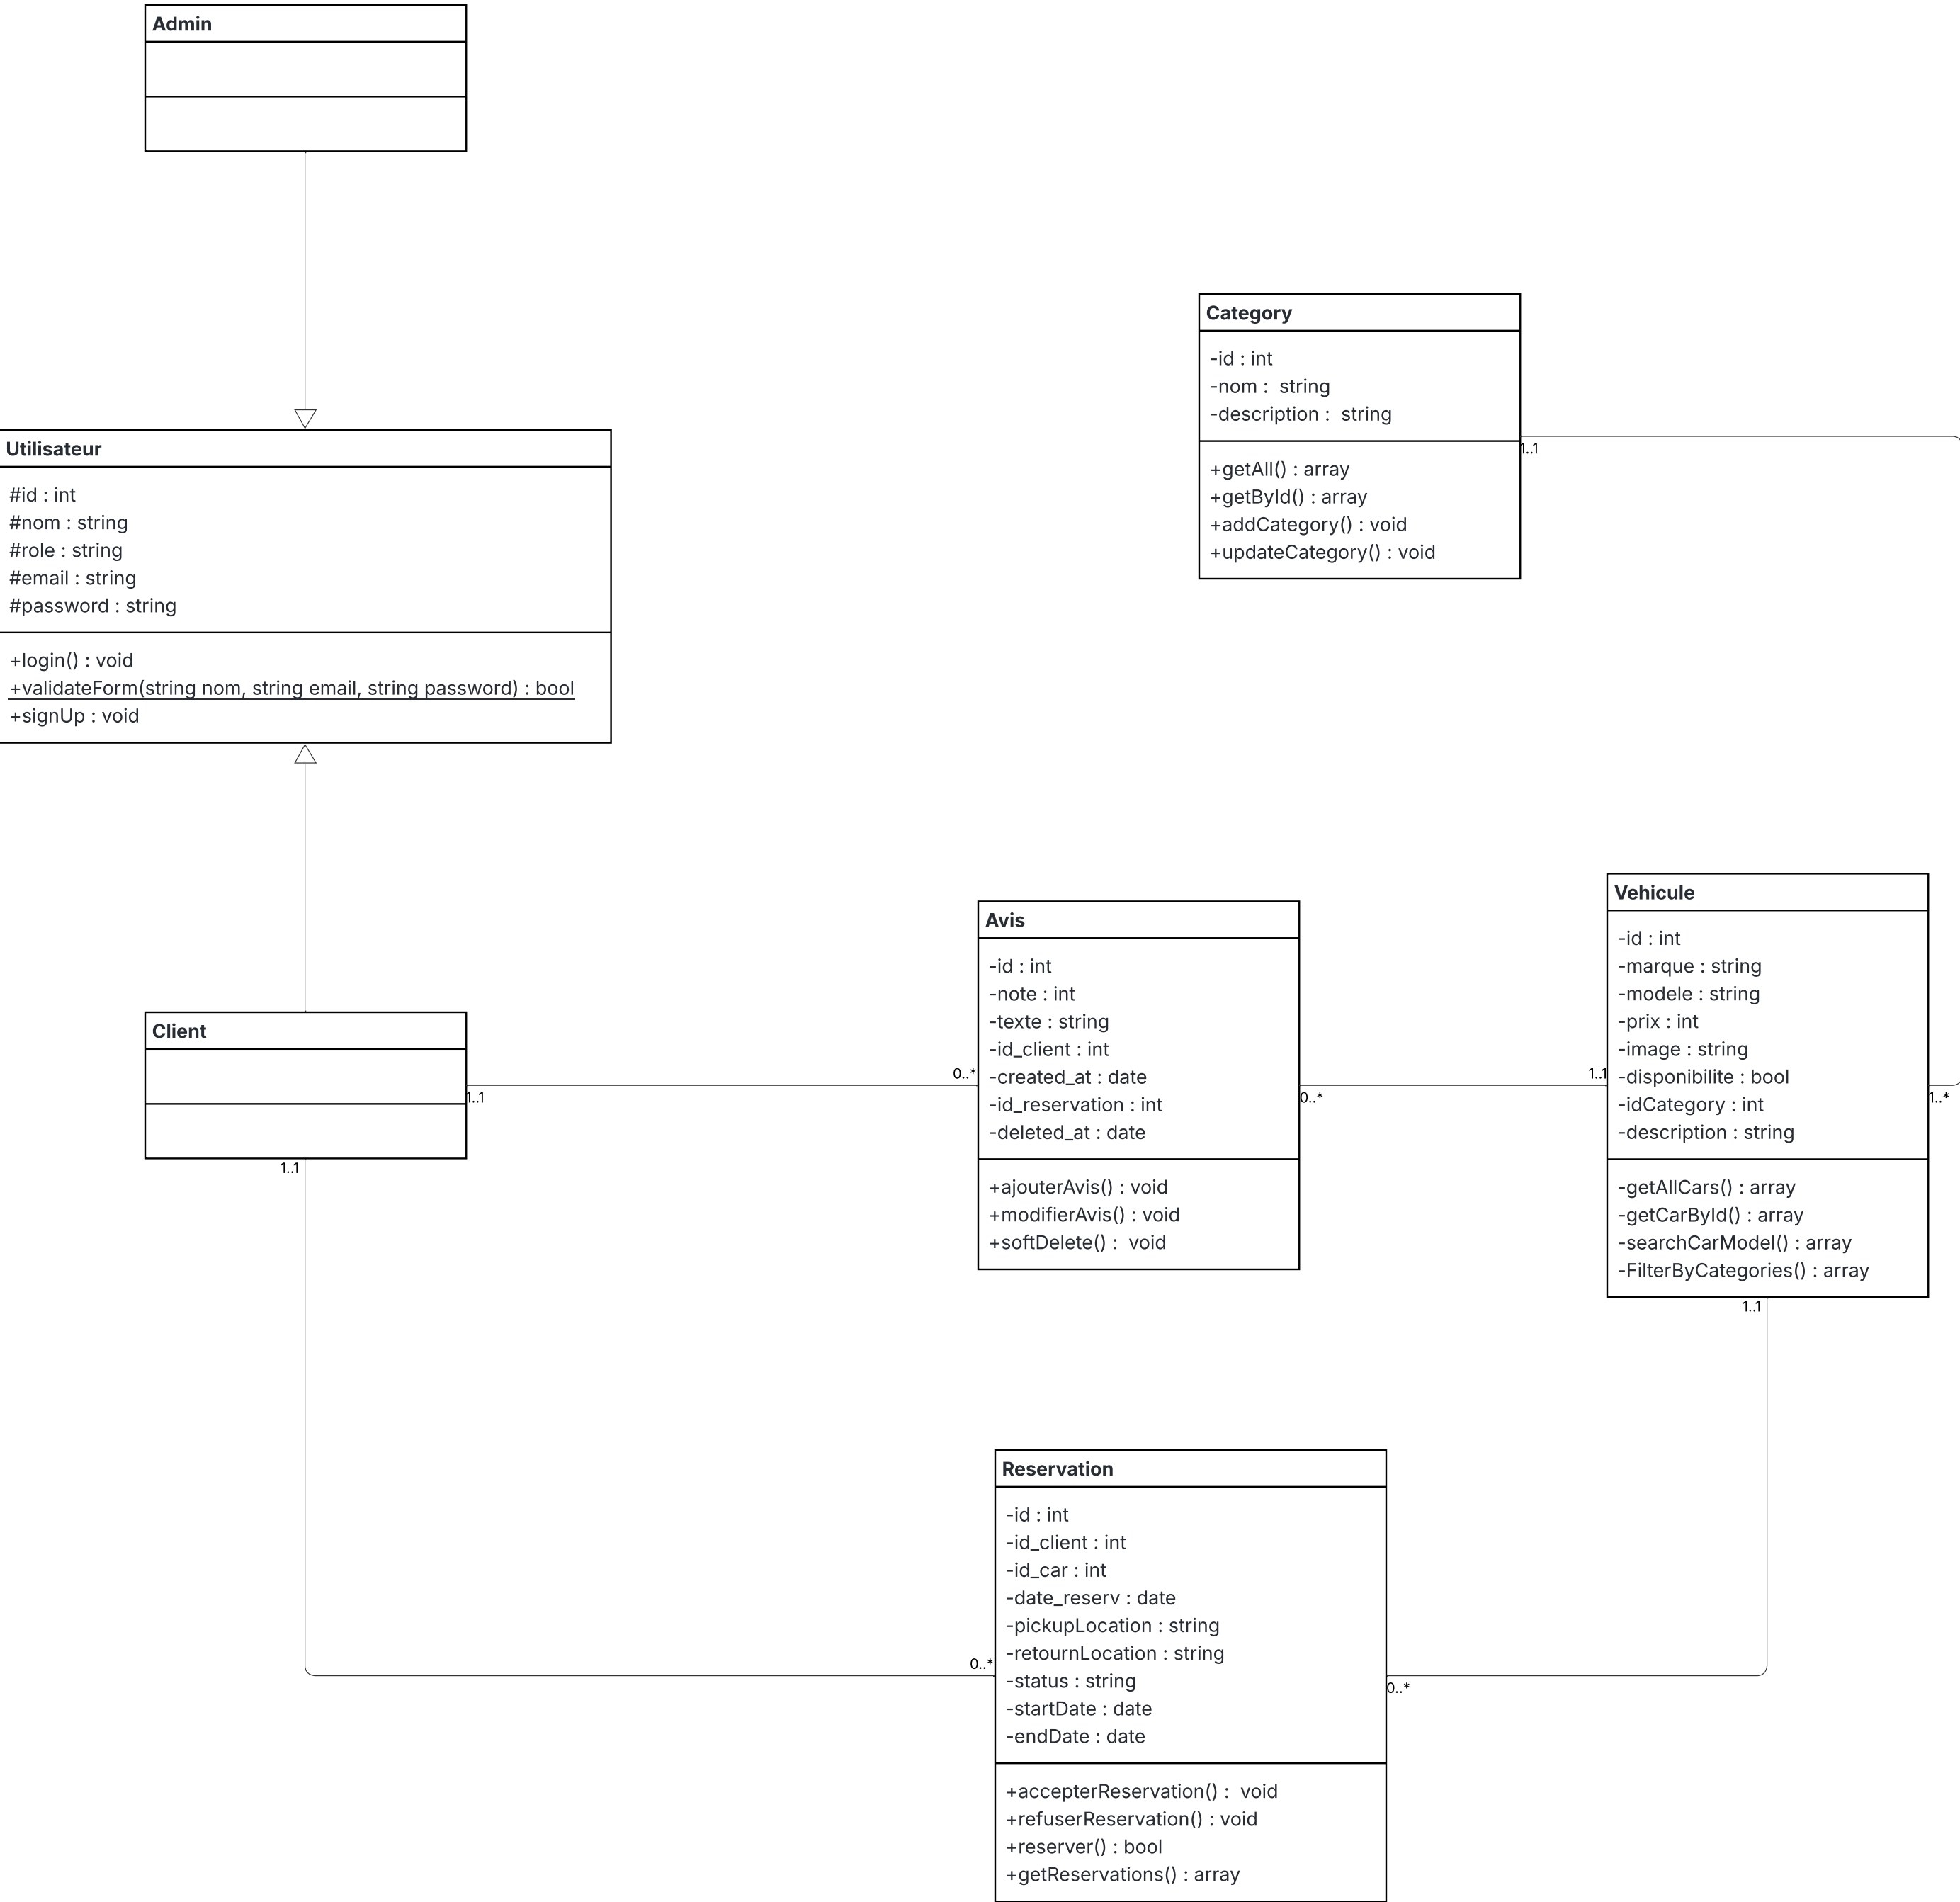 Admin
Utilisateur
#id : int
#nom : string
#role : string
#email : string
#password : string
+login() : void
+validateForm(string nom, string email, string password) : bool
+signUp : void
Category
-id : int
-nom :  string
-description :  string
+getAll() : array
+getById() : array
+addCategory() : void
+updateCategory() : void
1..1
Client
1..1
1..1
Avis
-id : int
-note : int
-texte : string
-id_client : int
-created_at : date
-id_reservation : int
-deleted_at : date
+ajouterAvis() : void
+modifierAvis() : void
+softDelete() :  void
0..*
0..*
Vehicule
-id : int
-marque : string
-modele : string
-prix : int
-image : string
-disponibilite : bool
-idCategory : int
-description : string
-getAllCars() : array
-getCarById() : array
-searchCarModel() : array
-FilterByCategories() : array
1..1
1..*
1..1
Reservation
-id : int
-id_client : int
-id_car : int
-date_reserv : date
-pickupLocation : string
-retournLocation : string
-status : string
-startDate : date
-endDate : date
+accepterReservation() :  void
+refuserReservation() : void
+reserver() : bool
+getReservations() : array
0..*
0..*